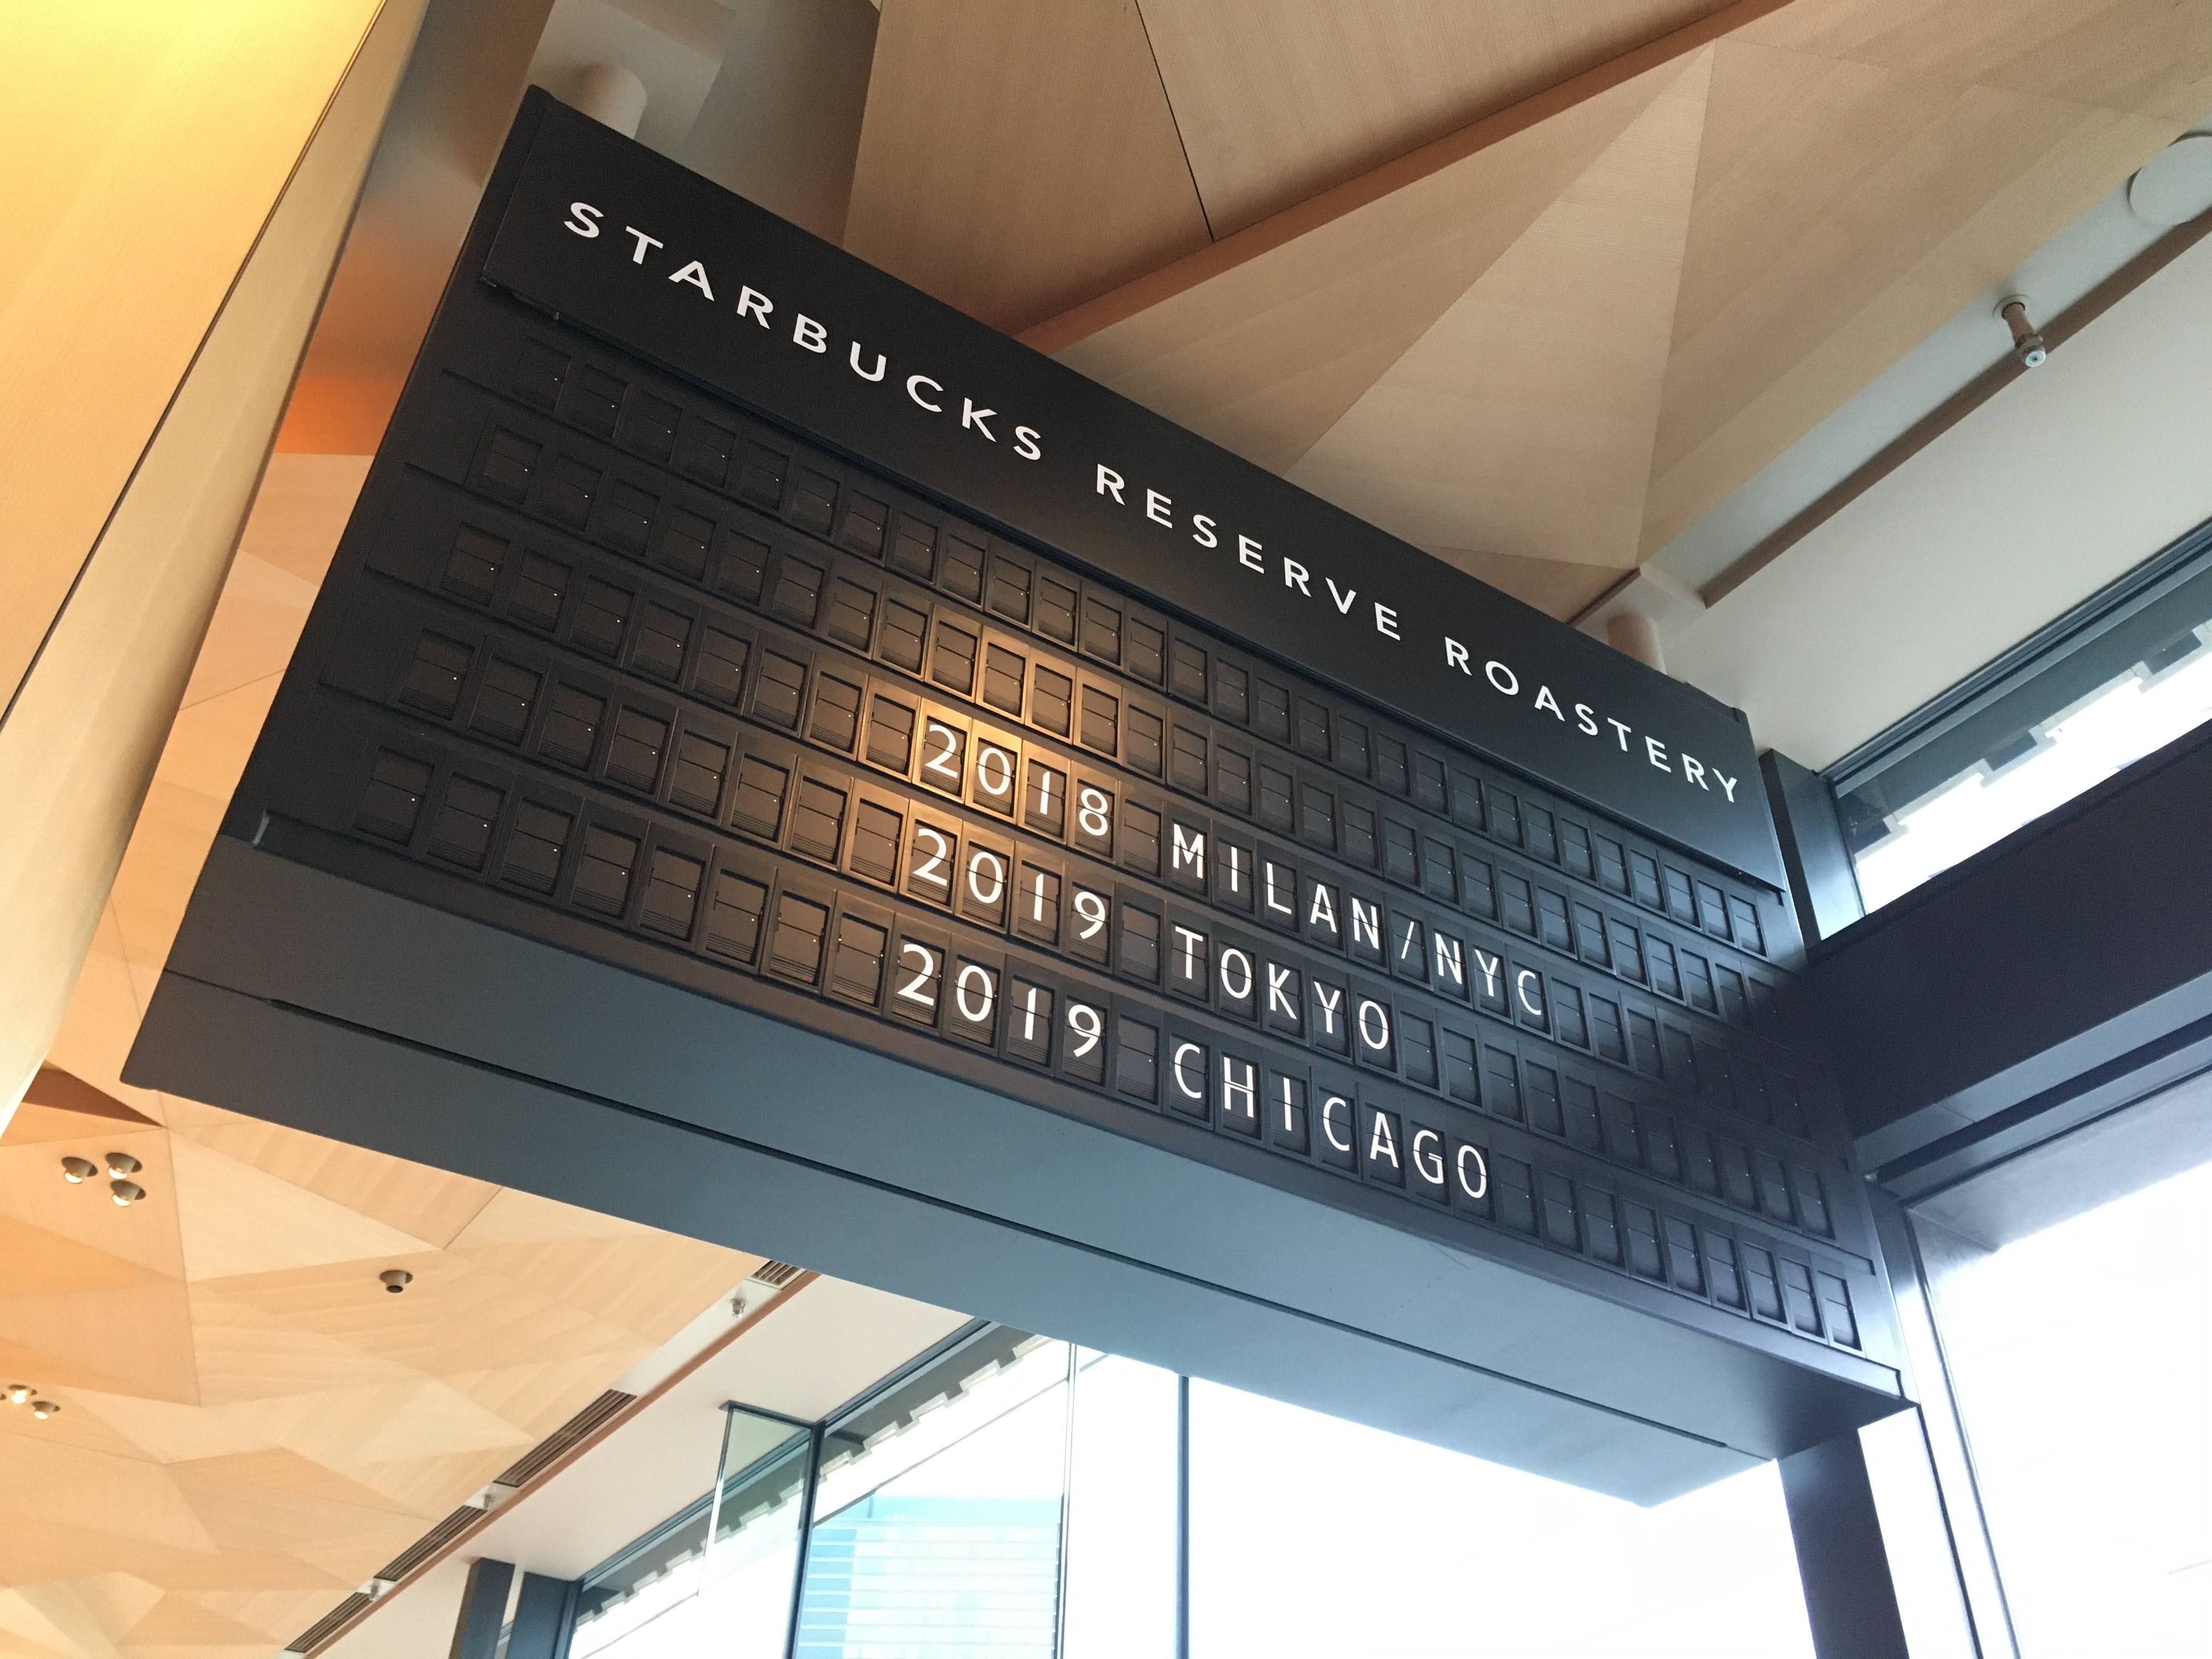 STARBUCKS RESERVE ROASTERY
2018 MILAN/NYC
2019 TOKYO
2019 CHICAGO